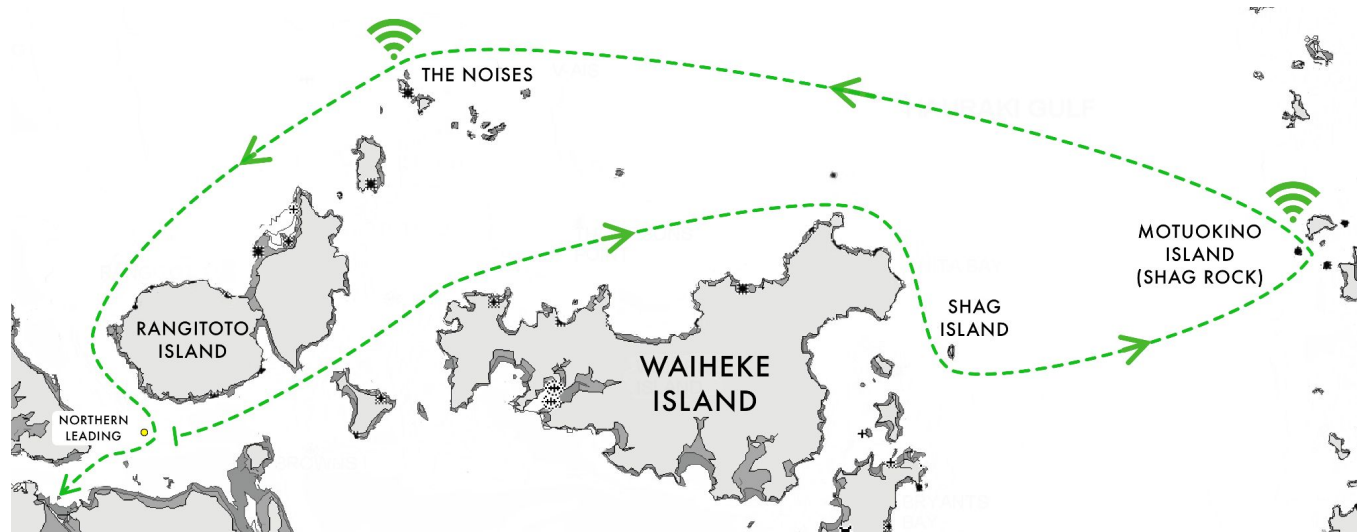 THE NOISES
MOTUOKINO
ISLAND
(SHAG ROCK)
RANGITOTO
ISLAND
SHAG
ISLAND
WAIHEKE
ISLAND
NORTHERN
LEADING